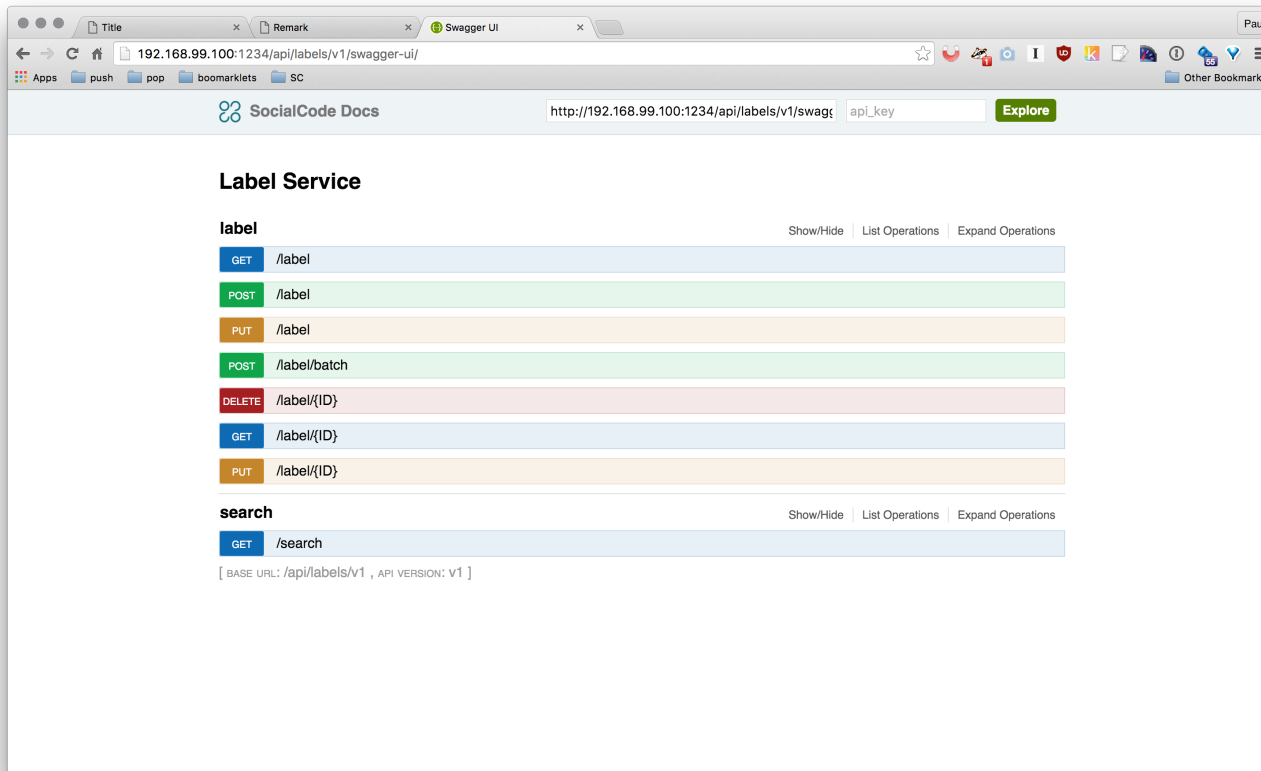 Title
Remark
Swagger UI
Pau
192.168.99.100:1234/api/labels/v1/swagger-ui/
1
55
Apps push pop boomarklets SC Other Bookmark
SocialCode Docs http://192.168.99.100:1234/api/labels/v1/swagg api_key Explore
Label Service
label Show/Hide List Operations Expand Operations
GET /label
POST /label
PUT /label
POST /label/batch
DELETE /label/{ID}
GET /label/{ID}
PUT /label/{ID}
search Show/Hide List Operations Expand Operations
GET /search
[ BASE URL: /api/labels/v1 , API VERSION: v1 ]